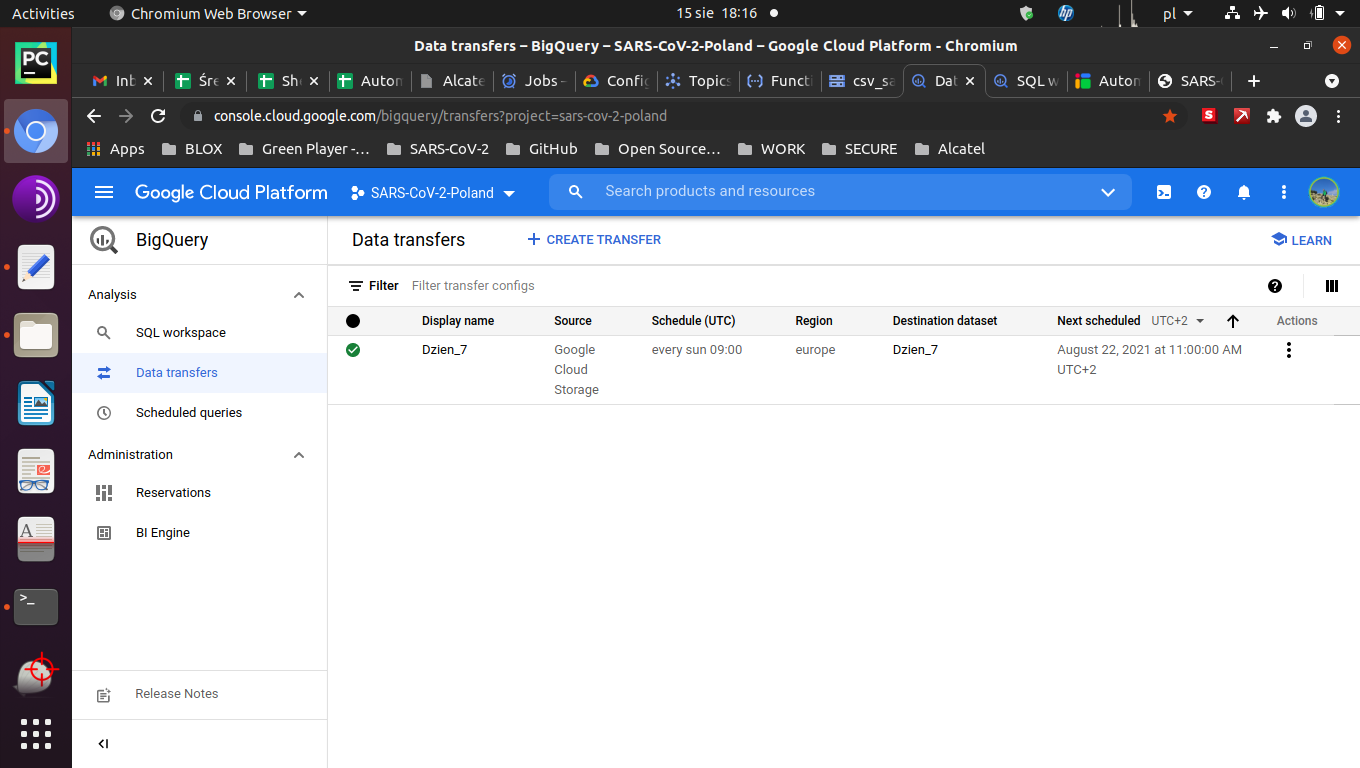 Activities Chromium Web Browser 15 sie 18:16 pl
Data transfers – BigQuery – SARS-CoV-2-Poland – Google Cloud Platform - Chromium
PC Inb Śre She Auton Alcate Jobs – Config Topics Functi csv_sa Dat SQL w Auton SARS-
console.cloud.google.com/bigquery/transfers?project=sars-cov-2-poland S
Apps BLOX Green Player -... SARS-CoV-2 GitHub Open Source... WORK SECURE Alcatel
Google Cloud Platform SARS-CoV-2-Poland Search products and resources
BigQuery Data transfers CREATE TRANSFER LEARN
Analysis Filter Filter transfer configs
SQL workspace
Data transfers
Scheduled queries
Administration
Reservations
BI Engine
Release Notes
Display name Source Schedule (UTC) Region Destination dataset Next scheduled UTC+2 Actions
Dzien_7 Google Cloud Storage every sun 09:00 europe Dzien_7 August 22, 2021 at 11:00:00 AM UTC+2